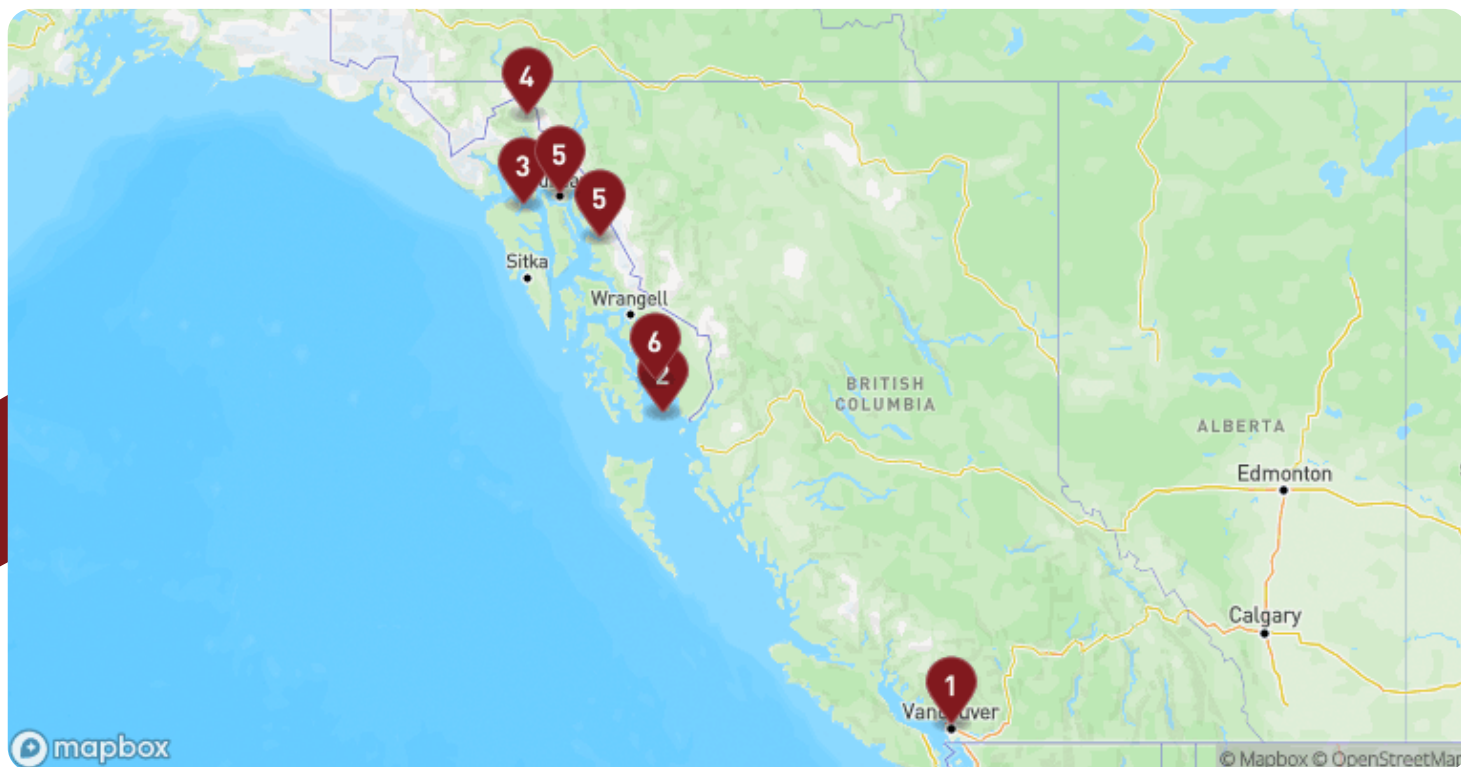 4
5
3
5
Sitka
Wrangell
6
2
BRITISH
COLUMBIA
ALBERTA
Edmonton
Calgary
1
Vancouver
mapbox
© Mapbox © OpenStreetMap